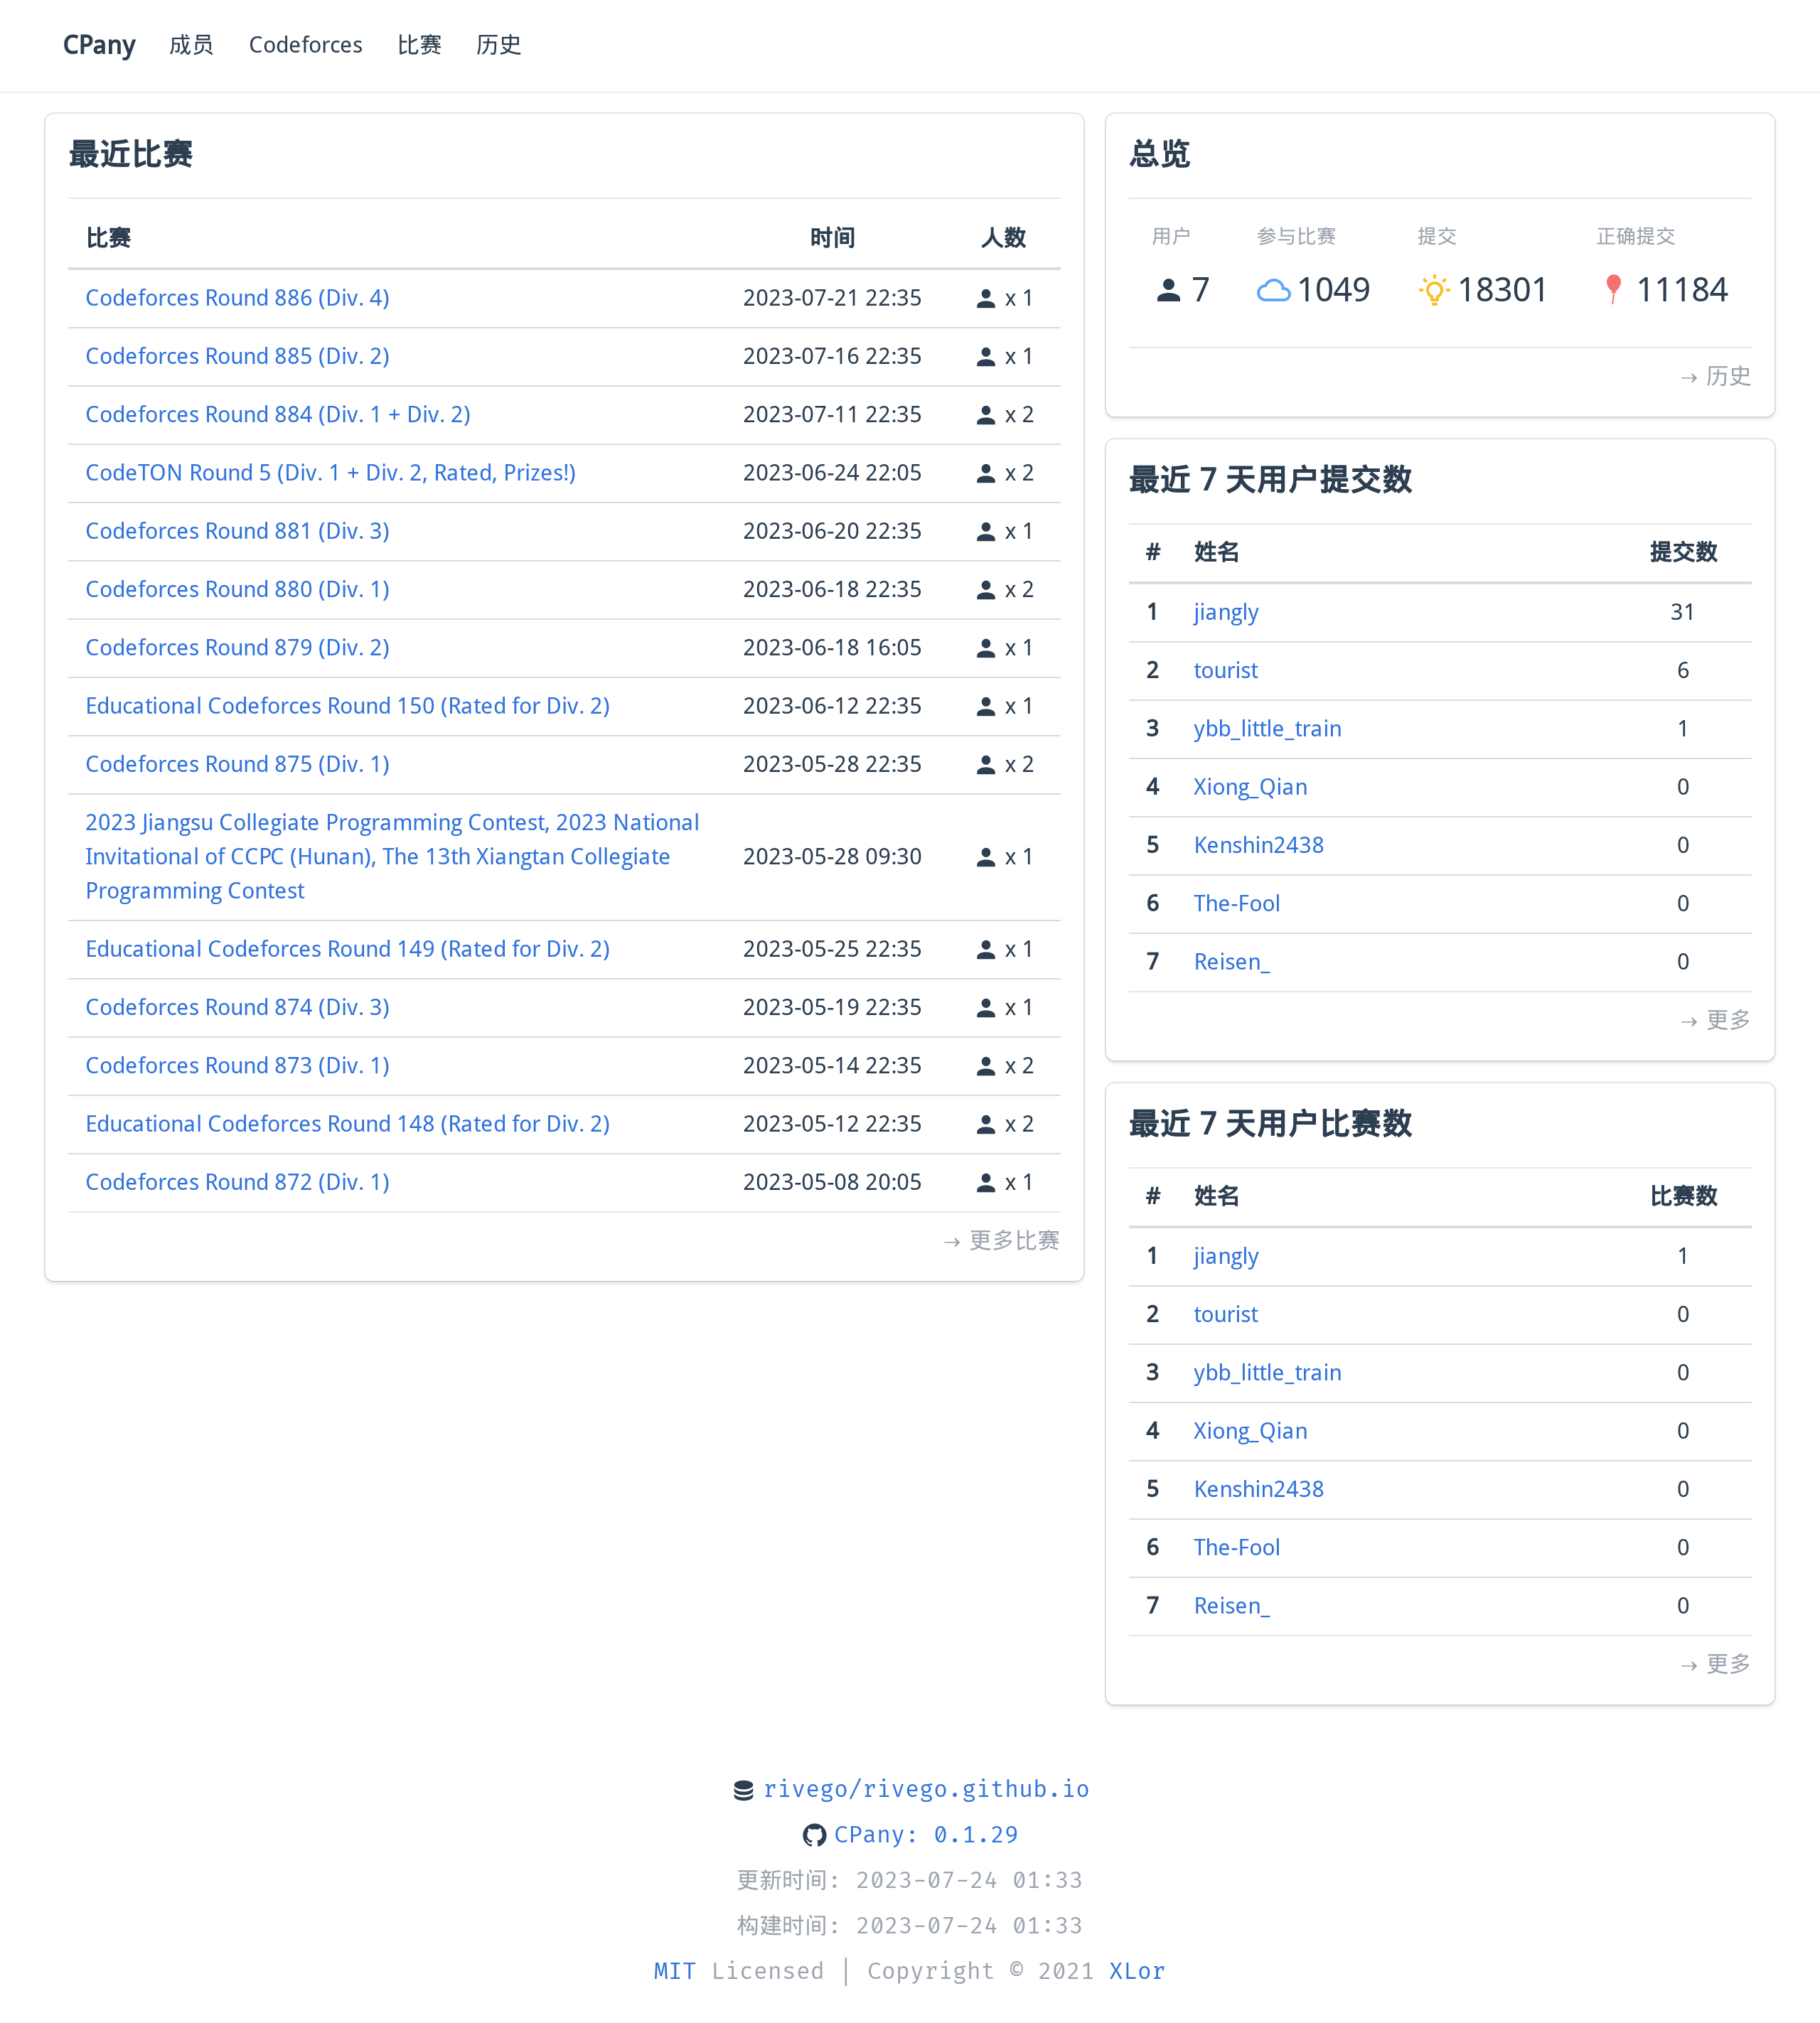 CPany 成员 Codeforces 比赛 历史
最近比赛
比赛 时间 人数
Codeforces Round 886 (Div. 4) 2023-07-21 22:35 x 1
Codeforces Round 885 (Div. 2) 2023-07-16 22:35 x 1
Codeforces Round 884 (Div. 1 + Div. 2) 2023-07-11 22:35 x 2
CodeTON Round 5 (Div. 1 + Div. 2, Rated, Prizes!) 2023-06-24 22:05 x 2
Codeforces Round 881 (Div. 3) 2023-06-20 22:35 x 1
Codeforces Round 880 (Div. 1) 2023-06-18 22:35 x 2
Codeforces Round 879 (Div. 2) 2023-06-18 16:05 x 1
Educational Codeforces Round 150 (Rated for Div. 2) 2023-06-12 22:35 x 1
Codeforces Round 875 (Div. 1) 2023-05-28 22:35 x 2
2023 Jiangsu Collegiate Programming Contest, 2023 National
Invitational of CCPC (Hunan), The 13th Xiangtan Collegiate 2023-05-28 09:30 x 1
Programming Contest
Educational Codeforces Round 149 (Rated for Div. 2) 2023-05-25 22:35 x 1
Codeforces Round 874 (Div. 3) 2023-05-19 22:35 x 1
Codeforces Round 873 (Div. 1) 2023-05-14 22:35 x 2
Educational Codeforces Round 148 (Rated for Div. 2) 2023-05-12 22:35 x 2
Codeforces Round 872 (Div. 1) 2023-05-08 20:05 x 1
→ 更多比赛
总览
用户 参与比赛 提交 正确提交
7 1049 18301 11184
→ 历史
最近 7 天用户提交数
# 姓名 提交数
1 jiangly 31
2 tourist 6
3 ybb_little_train 1
4 Xiong_Qian 0
5 Kenshin2438 0
6 The-Fool 0
7 Reisen_ 0
→ 更多
最近 7 天用户比赛数
# 姓名 比赛数
1 jiangly 1
2 tourist 0
3 ybb_little_train 0
4 Xiong_Qian 0
5 Kenshin2438 0
6 The-Fool 0
7 Reisen_ 0
→ 更多
rivego/rivego.github.io
CPany: 0.1.29
更新时间: 2023-07-24 01:33
构建时间: 2023-07-24 01:33
MIT Licensed | Copyright © 2021 XLor